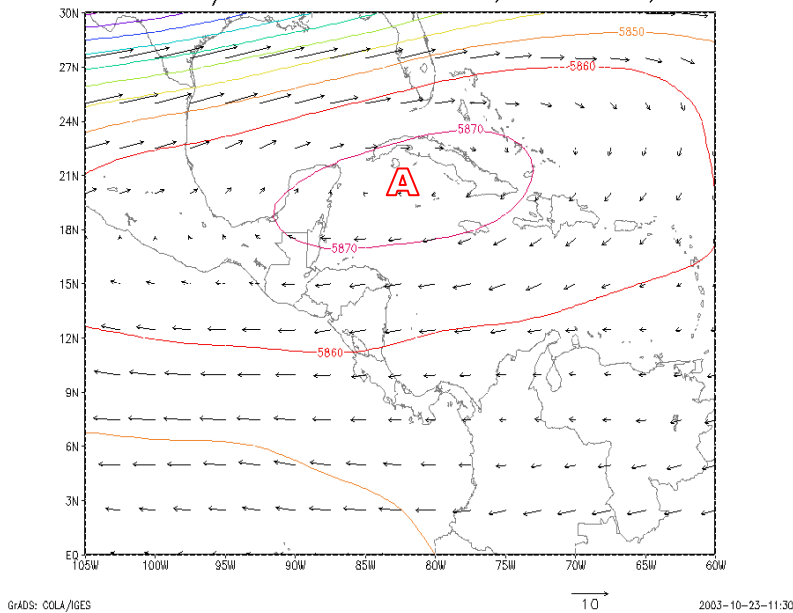 30N
5850
27N
5860
24N
5870
21N
A
18N
5870
15N
12N
5860
9N
6N
3N
EQ
105W 100W 95W 90W 85W 80W 75W 70W 65W 60W
10
GrADS: COLA/IGES 2003-10-23-11:30